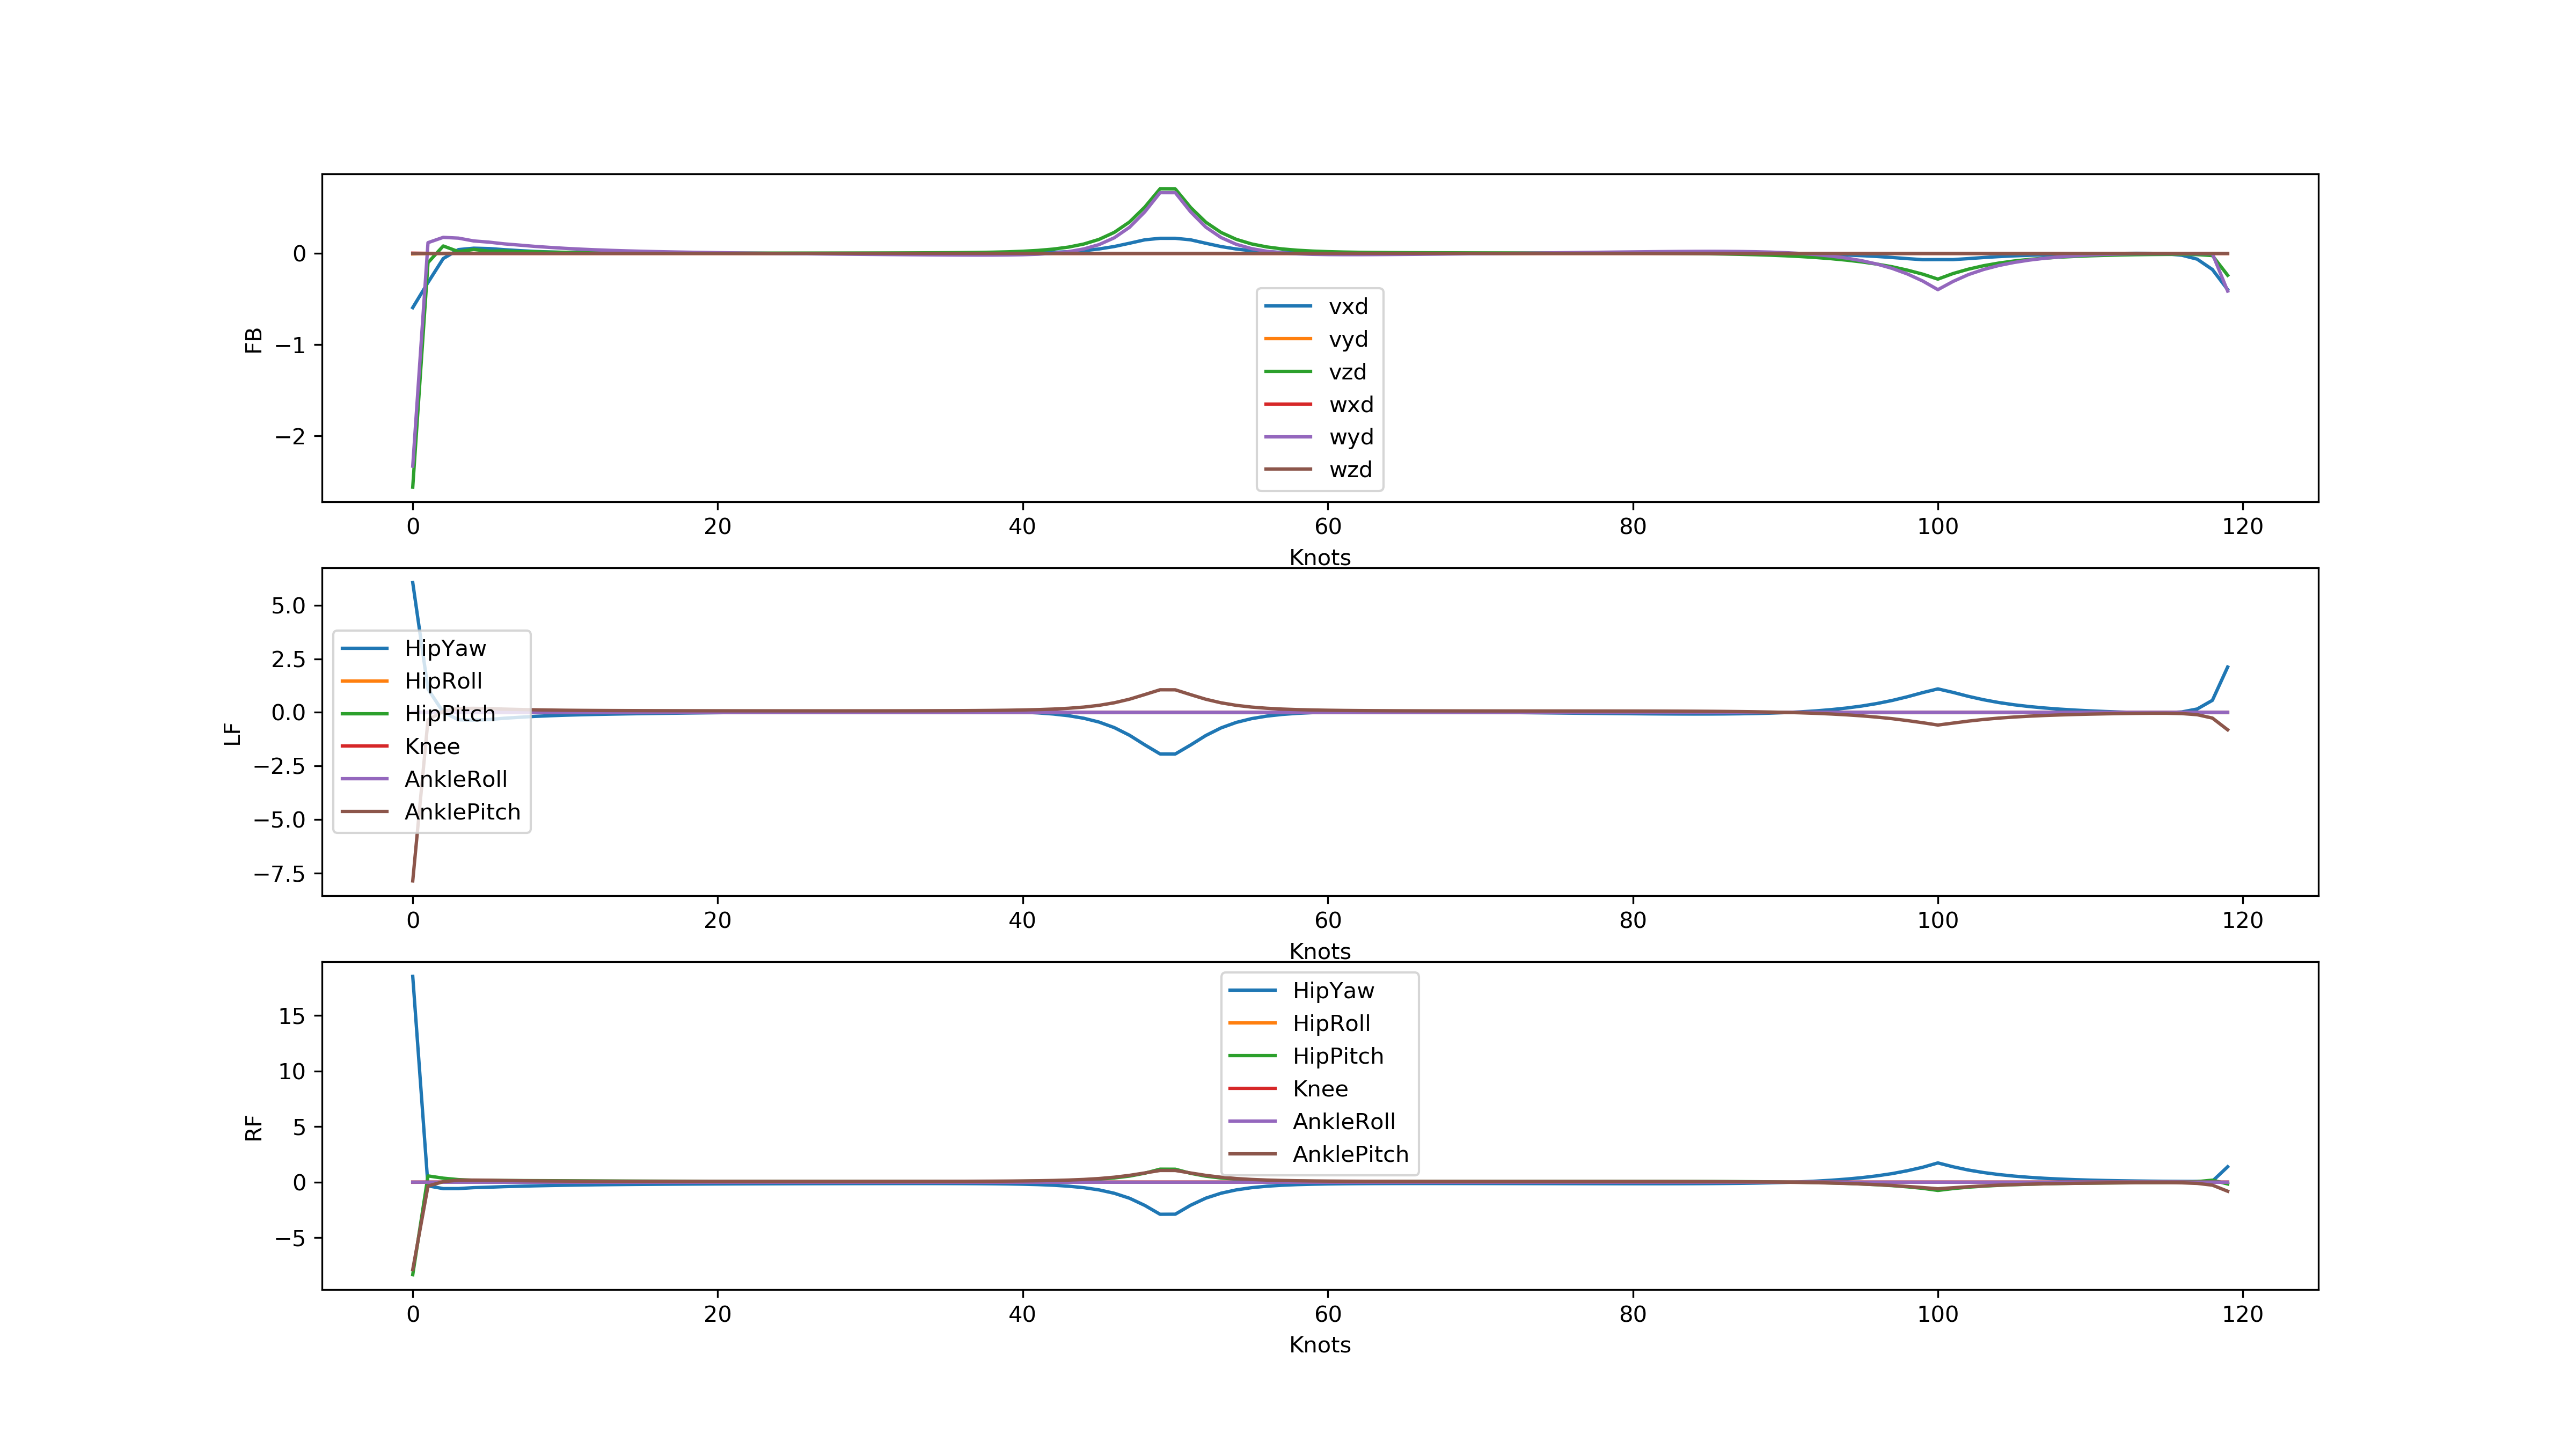 FB
0
−1
−2
vxd
vyd
vzd
wxd
wyd
wzd
0 20 40 60 80 100 120
Knots
LF
5.0
2.5
0.0
−2.5
−5.0
−7.5
HipYaw
HipRoll
HipPitch
Knee
AnkleRoll
AnklePitch
0 20 40 60 80 100 120
Knots
RF
15
10
5
0
−5
HipYaw
HipRoll
HipPitch
Knee
AnkleRoll
AnklePitch
0 20 40 60 80 100 120
Knots